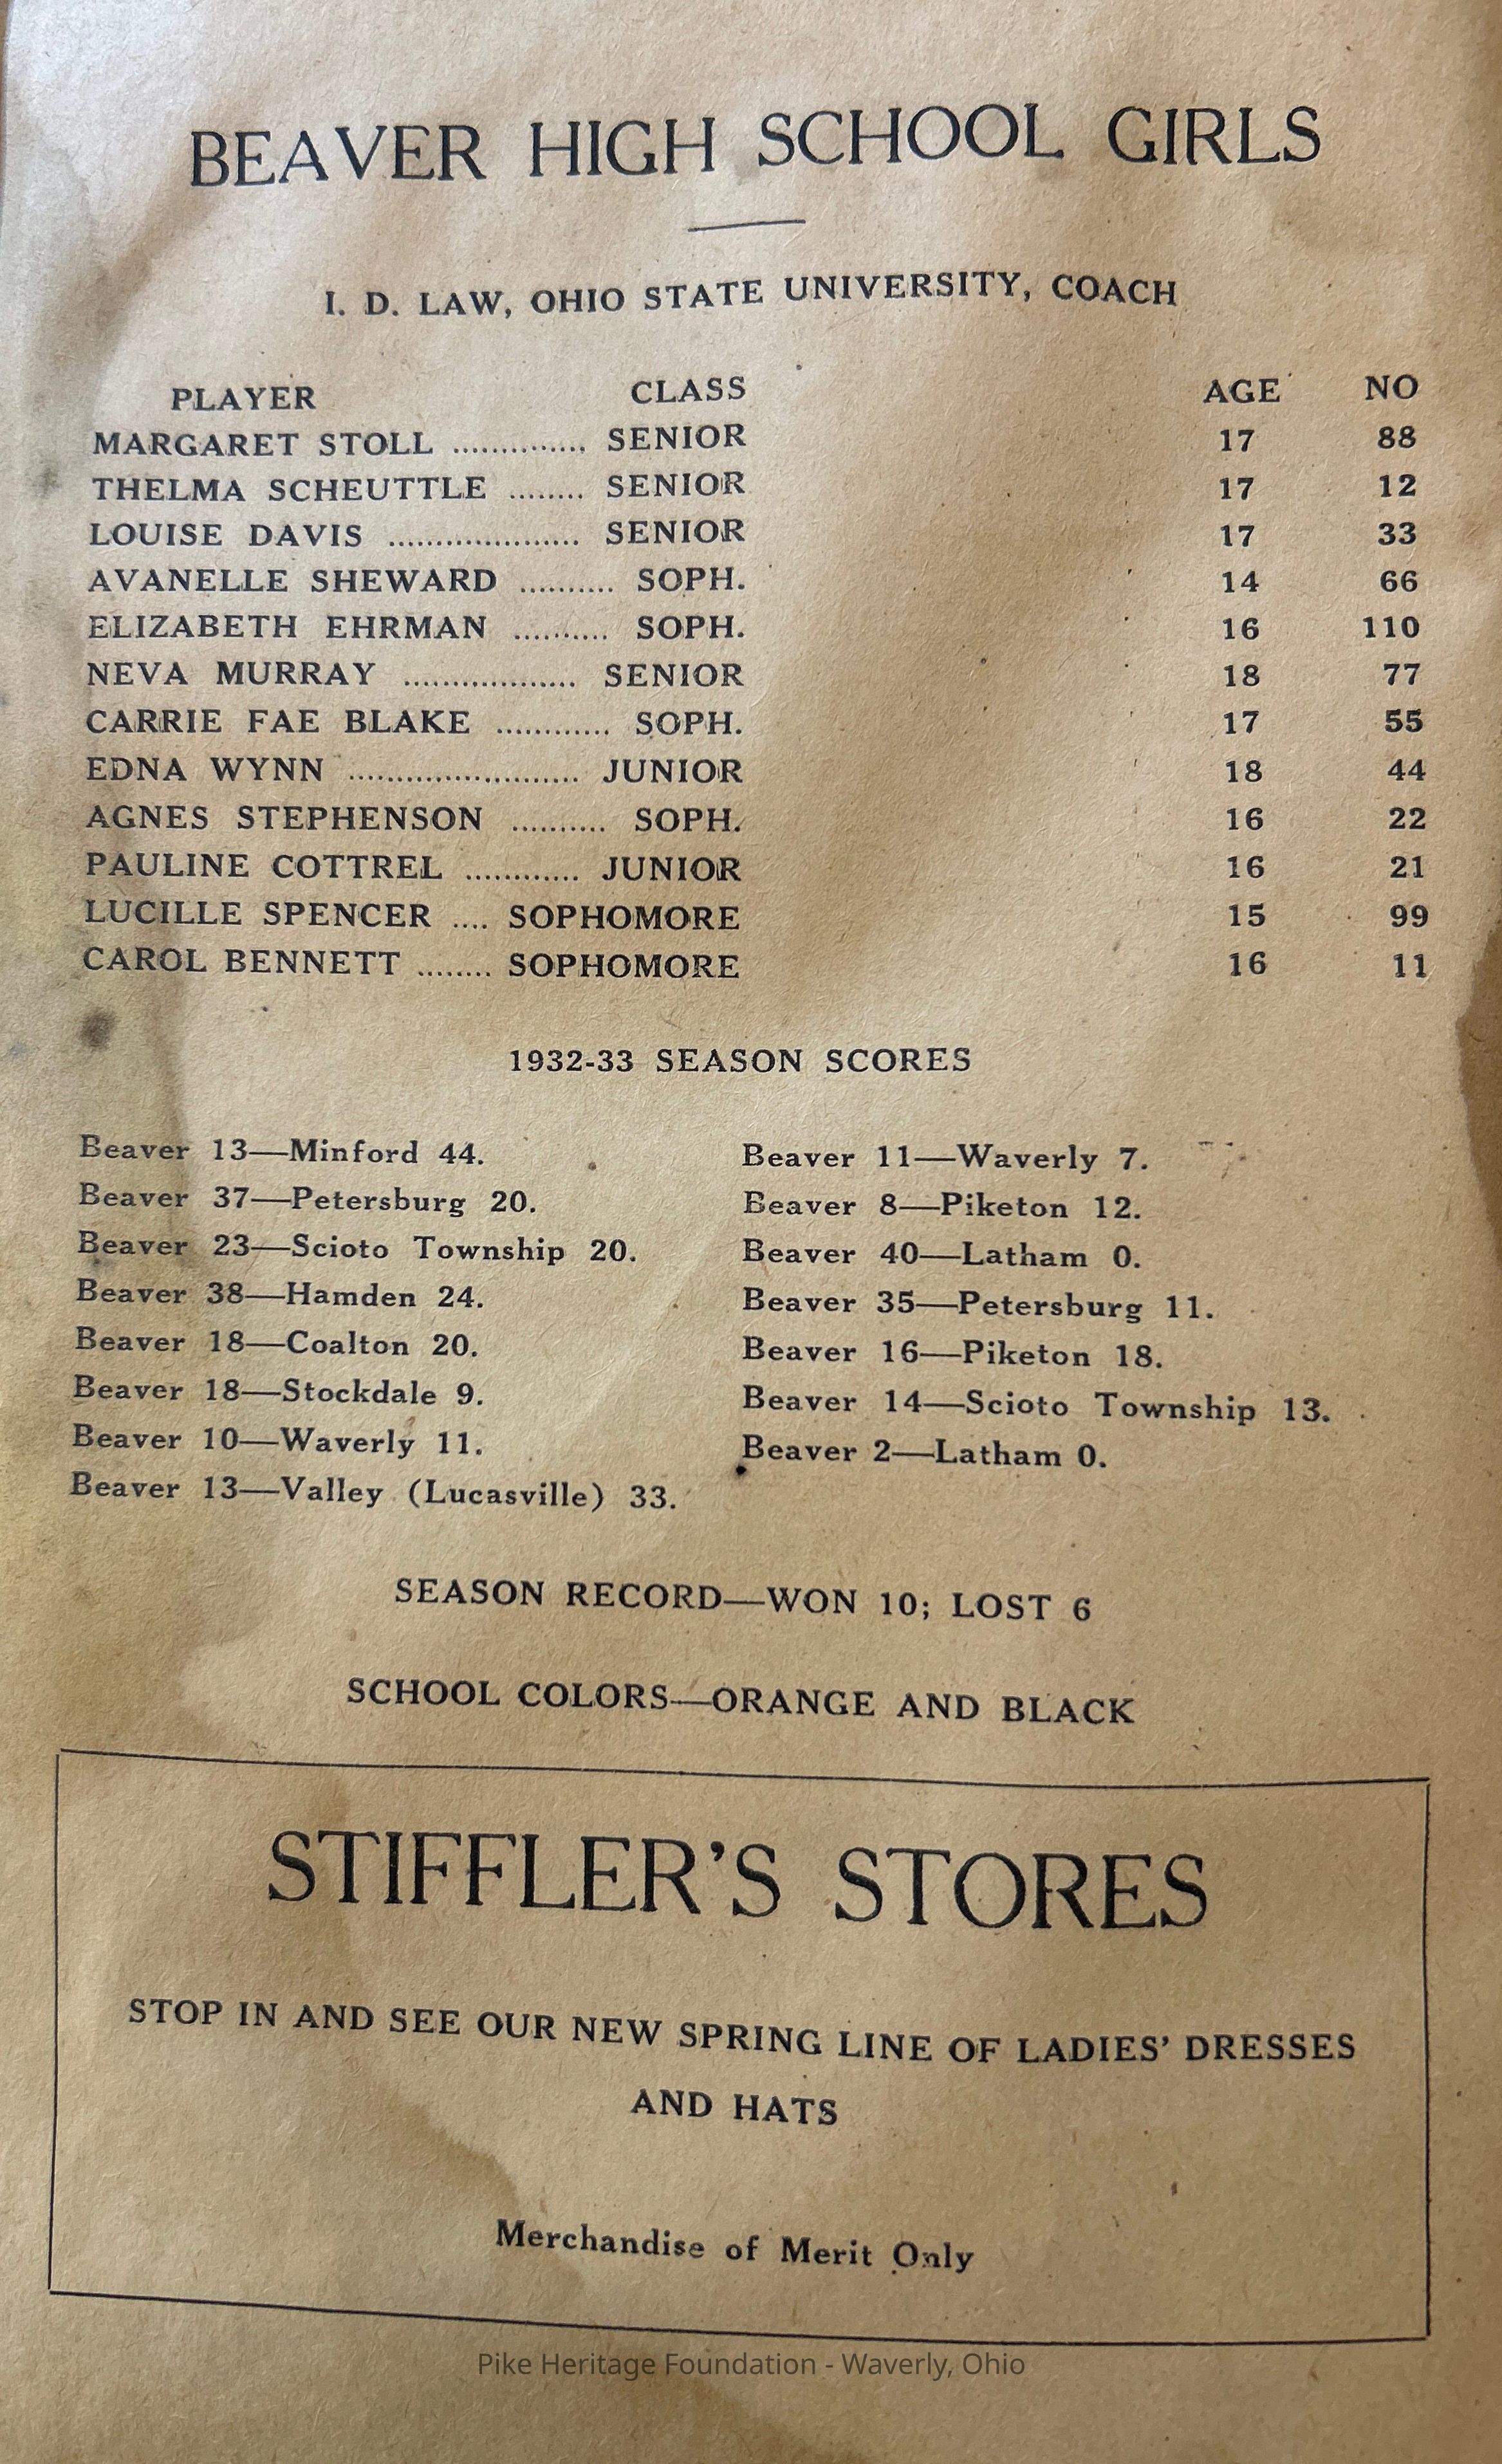 BEAVER HIGH SCHOOL GIRLS
I. D. LAW, OHIO STATE UNIVERSITY, COACH
PLAYER CLASS AGE NO
MARGARET STOLL .............. SENIOR 17 88
THELMA SCHEUTTLE ........ SENIOR 17 12
LOUISE DAVIS .................... SENIOR 17 33
AVANELLE SHEWARD .......... SOPH. 14 66
ELIZABETH EHRMAN .......... SOPH. 16 110
NEVA MURRAY .................. SENIOR 18 77
CARRIE FAE BLAKE ............ SOPH. 17 55
EDNA WYNN ........................ JUNIOR 18 44
AGNES STEPHENSON .......... SOPH. 16 22
PAULINE COTTREL ............ JUNIOR 16 21
LUCILLE SPENCER .... SOPHOMORE 15 99
CAROL BENNETT ........ SOPHOMORE 16 11
1932-33 SEASON SCORES
Beaver 13—Minford 44.
Beaver 37—Petersburg 20.
Beaver 23—Scioto Township 20.
Beaver 38—Hamden 24.
Beaver 18—Coalton 20.
Beaver 18—Stockdale 9.
Beaver 10—Waverly 11.
Beaver 13—Valley (Lucasville) 33.
Beaver 11—Waverly 7.
Beaver 8—Piketon 12.
Beaver 40—Latham 0.
Beaver 35—Petersburg 11.
Beaver 16—Piketon 18.
Beaver 14—Scioto Township 13.
Beaver 2—Latham 0.
SEASON RECORD—WON 10; LOST 6
SCHOOL COLORS—ORANGE AND BLACK
STIFFLER'S STORES
STOP IN AND SEE OUR NEW SPRING LINE OF LADIES' DRESSES
AND HATS
Merchandise of Merit Only
Pike Heritage Foundation - Waverly, Ohio